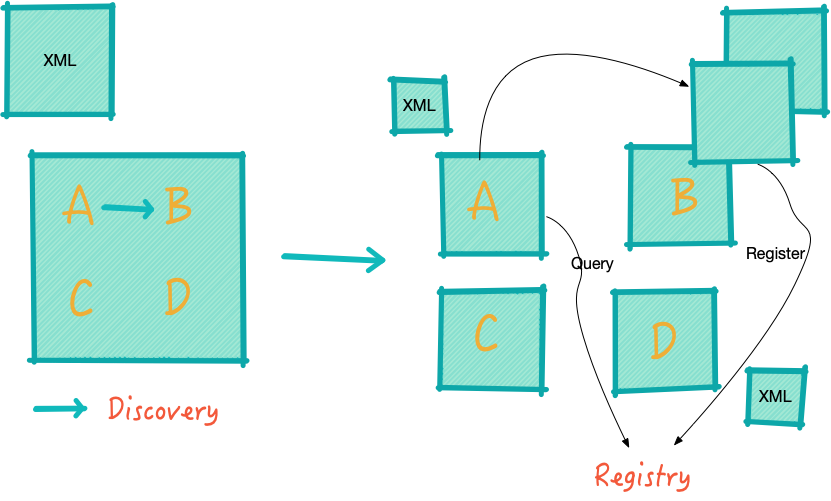 XML
A B
C D
Discovery
XML
A
B
Query
Register
C
D
XML
Registry